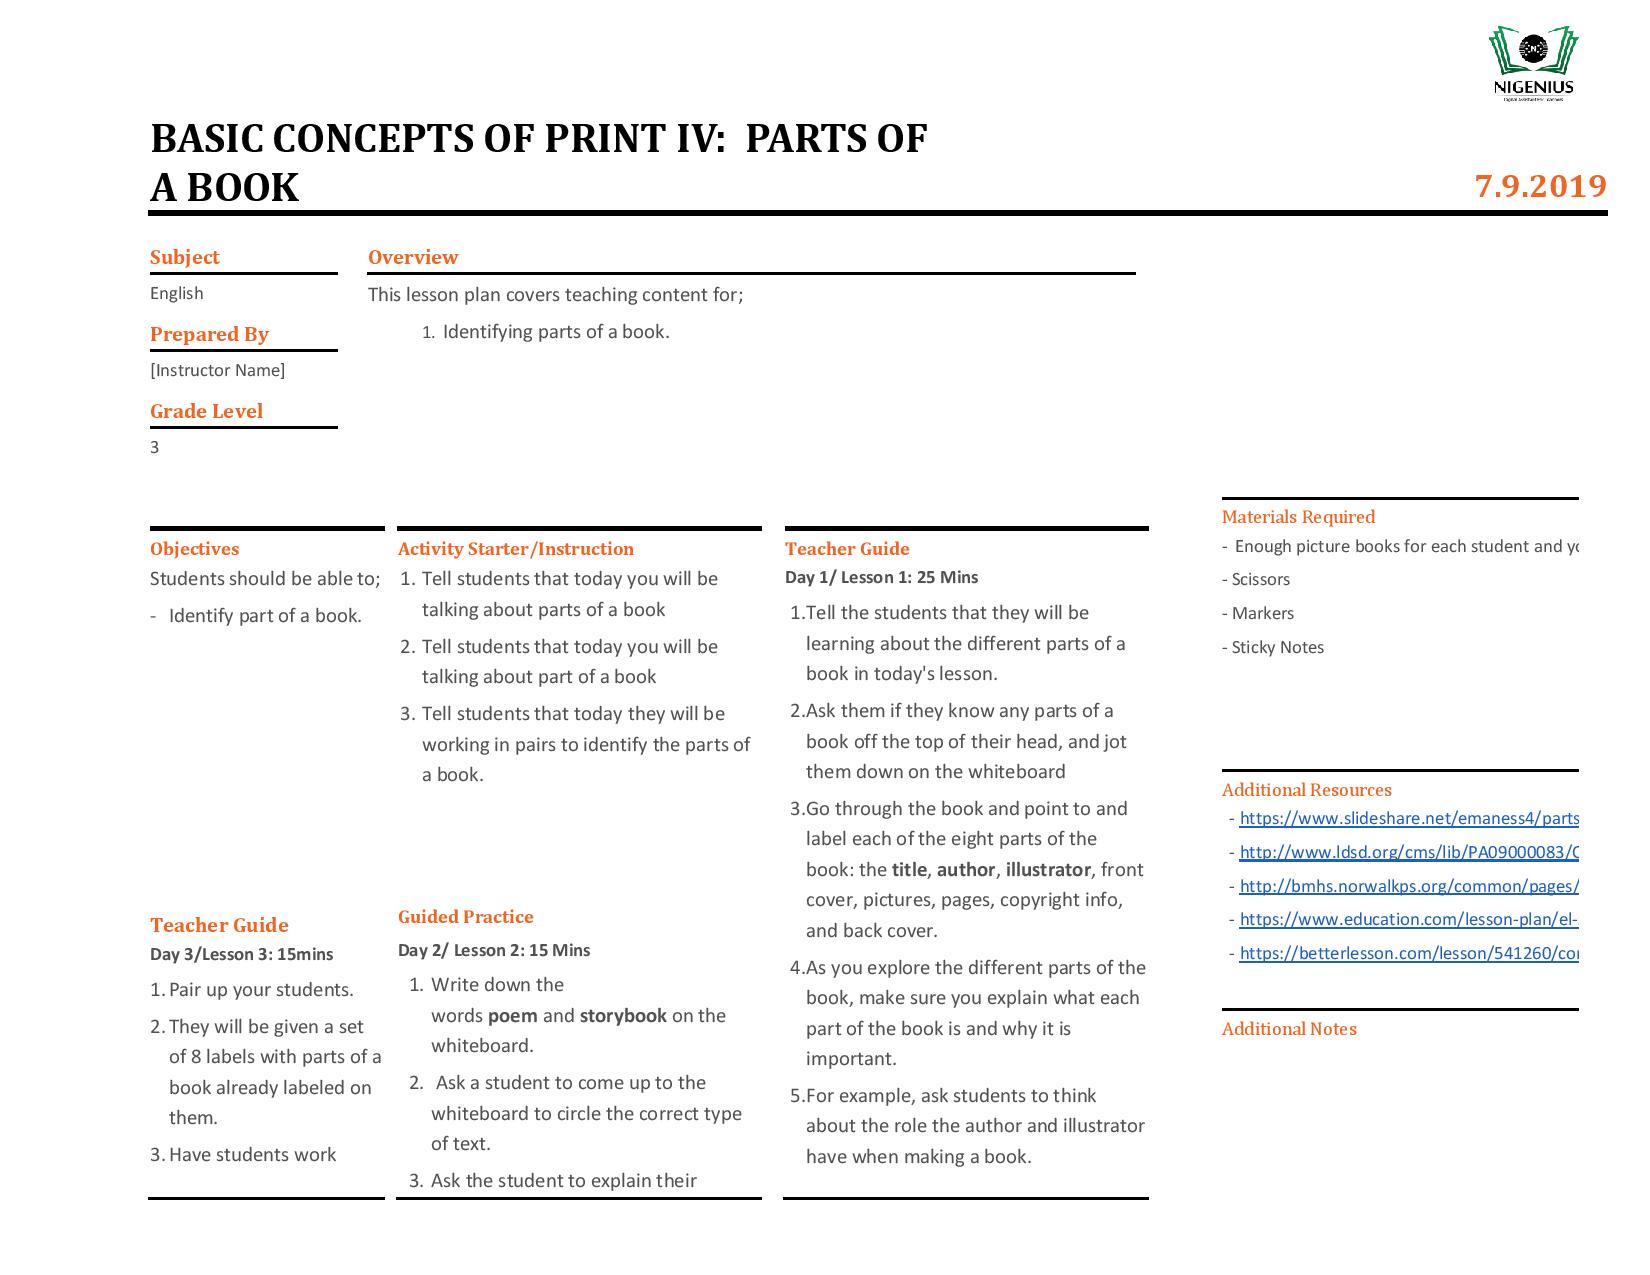 NIGENIUS
BASIC CONCEPTS OF PRINT IV:  PARTS OF
A BOOK
7.9.2019
Subject
English
Prepared By
[Instructor Name]
Grade Level
3
Overview
This lesson plan covers teaching content for;
1. Identifying parts of a book.
Objectives
Students should be able to;
- Identify part of a book.
Activity Starter/Instruction
1. Tell students that today you will be
talking about parts of a book
2. Tell students that today you will be
talking about part of a book
3. Tell students that today they will be
working in pairs to identify the parts of
a book.
Teacher Guide
Day 1/ Lesson 1: 25 Mins
1.Tell the students that they will be
learning about the different parts of a
book in today's lesson.
2.Ask them if they know any parts of a
book off the top of their head, and jot
them down on the whiteboard
3.Go through the book and point to and
label each of the eight parts of the
book: the title, author, illustrator, front
cover, pictures, pages, copyright info,
and back cover.
4.As you explore the different parts of the
book, make sure you explain what each
part of the book is and why it is
important.
5.For example, ask students to think
about the role the author and illustrator
have when making a book.
Teacher Guide
Day 3/Lesson 3: 15mins
1. Pair up your students.
2. They will be given a set
of 8 labels with parts of a
book already labeled on
them.
3. Have students work
Guided Practice
Day 2/ Lesson 2: 15 Mins
1. Write down the
words poem and storybook on the
whiteboard.
2. Ask a student to come up to the
whiteboard to circle the correct type
of text.
3. Ask the student to explain their
Materials Required
- Enough picture books for each student and
- Scissors
- Markers
- Sticky Notes
Additional Resources
- https://www.slideshare.net/emaness4/parts
- http://www.ldsd.org/cms/lib/PA09000083/
- http://bmhs.norwalkps.org/common/pages/
- https://www.education.com/lesson-plan/el-
- https://betterlesson.com/lesson/541260/co
Additional Notes